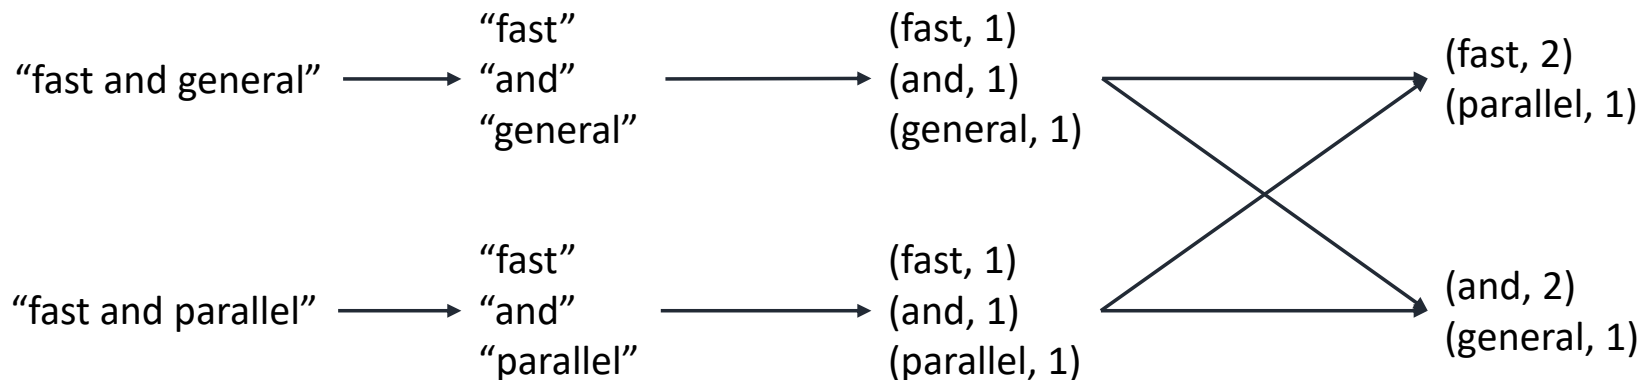 “fast and general”
“fast”
“and”
“general”
(fast, 1)
(and, 1)
(general, 1)
(fast, 2)
(parallel, 1)
“fast and parallel”
“fast”
“and”
“parallel”
(fast, 1)
(and, 1)
(parallel, 1)
(and, 2)
(general, 1)